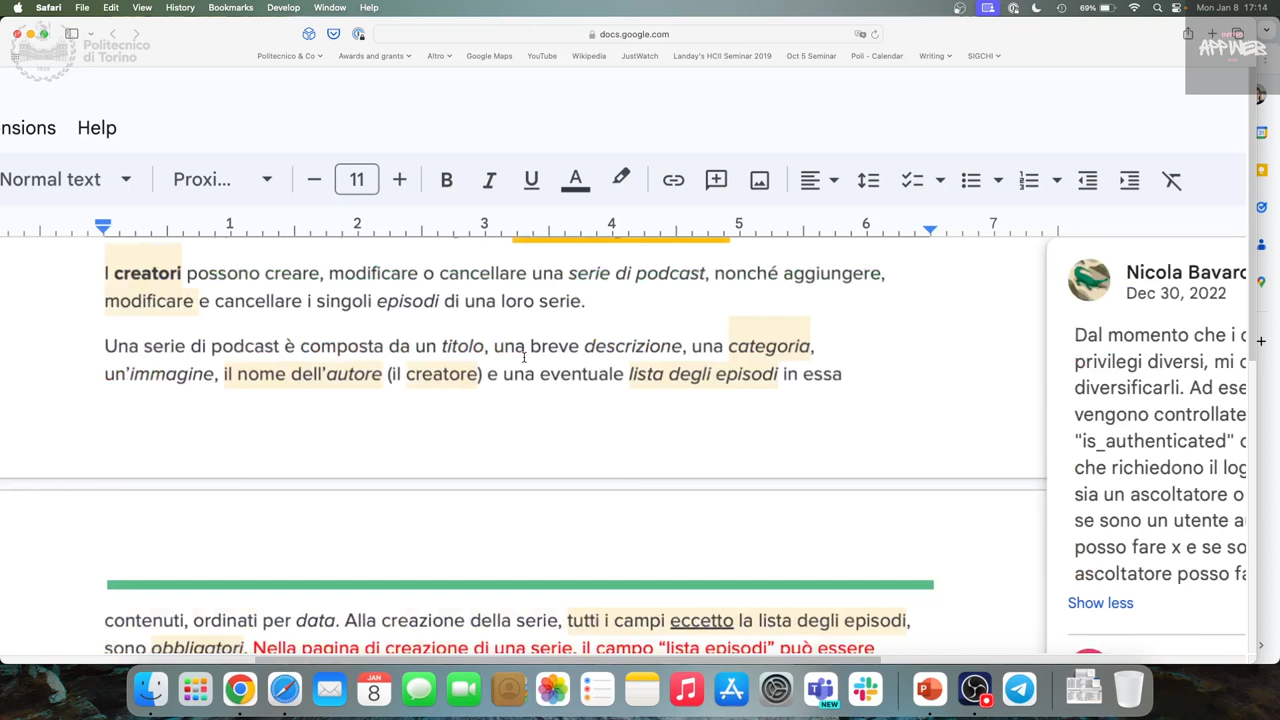 Safari File Edit View History Bookmarks Develop Window Help 69% Mon Jan 8 17:14
Politecnico di Torino
docs.google.com
INTRO APPWEB
Politecnico & Co Awards and grants Altro Google Maps YouTube Wikipedia JustWatch Landay's HCII Seminar 2019 Oct 5 Seminar Poli - Calendar Writing SIGCHI
nsions Help
Normal text Proxi... 11 B I U A
1 2 3 4 5 6 7
I creatori possono creare, modificare o cancellare una serie di podcast, nonché aggiungere,
modificare e cancellare i singoli episodi di una loro serie.
Una serie di podcast è composta da un titolo, una breve descrizione, una categoria,
un'immagine, il nome dell'autore (il creatore) e una eventuale lista degli episodi in essa
contenuti, ordinati per data. Alla creazione della serie, tutti i campi eccetto la lista degli episodi,
sono obbligatori. Nella pagina di creazione di una serie, il campo "lista episodi" può essere
Nicola Bavaro
Dec 30, 2022
Dal momento che i c
privilegi diversi, mi c
diversificarli. Ad ese
vengono controllate
"is_authenticated" c
che richiedono il log
sia un ascoltatore o
se sono un utente au
posso fare x e se so
ascoltatore posso fa
Show less
8
NEW